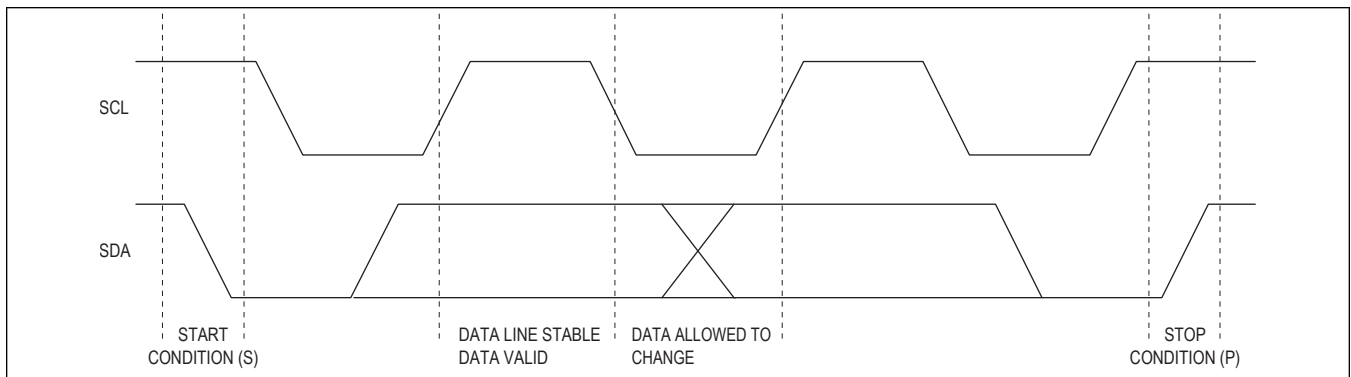 SCL
SDA
START
CONDITION (S)
DATA LINE STABLE
DATA VALID
DATA ALLOWED TO
CHANGE
STOP
CONDITION (P)